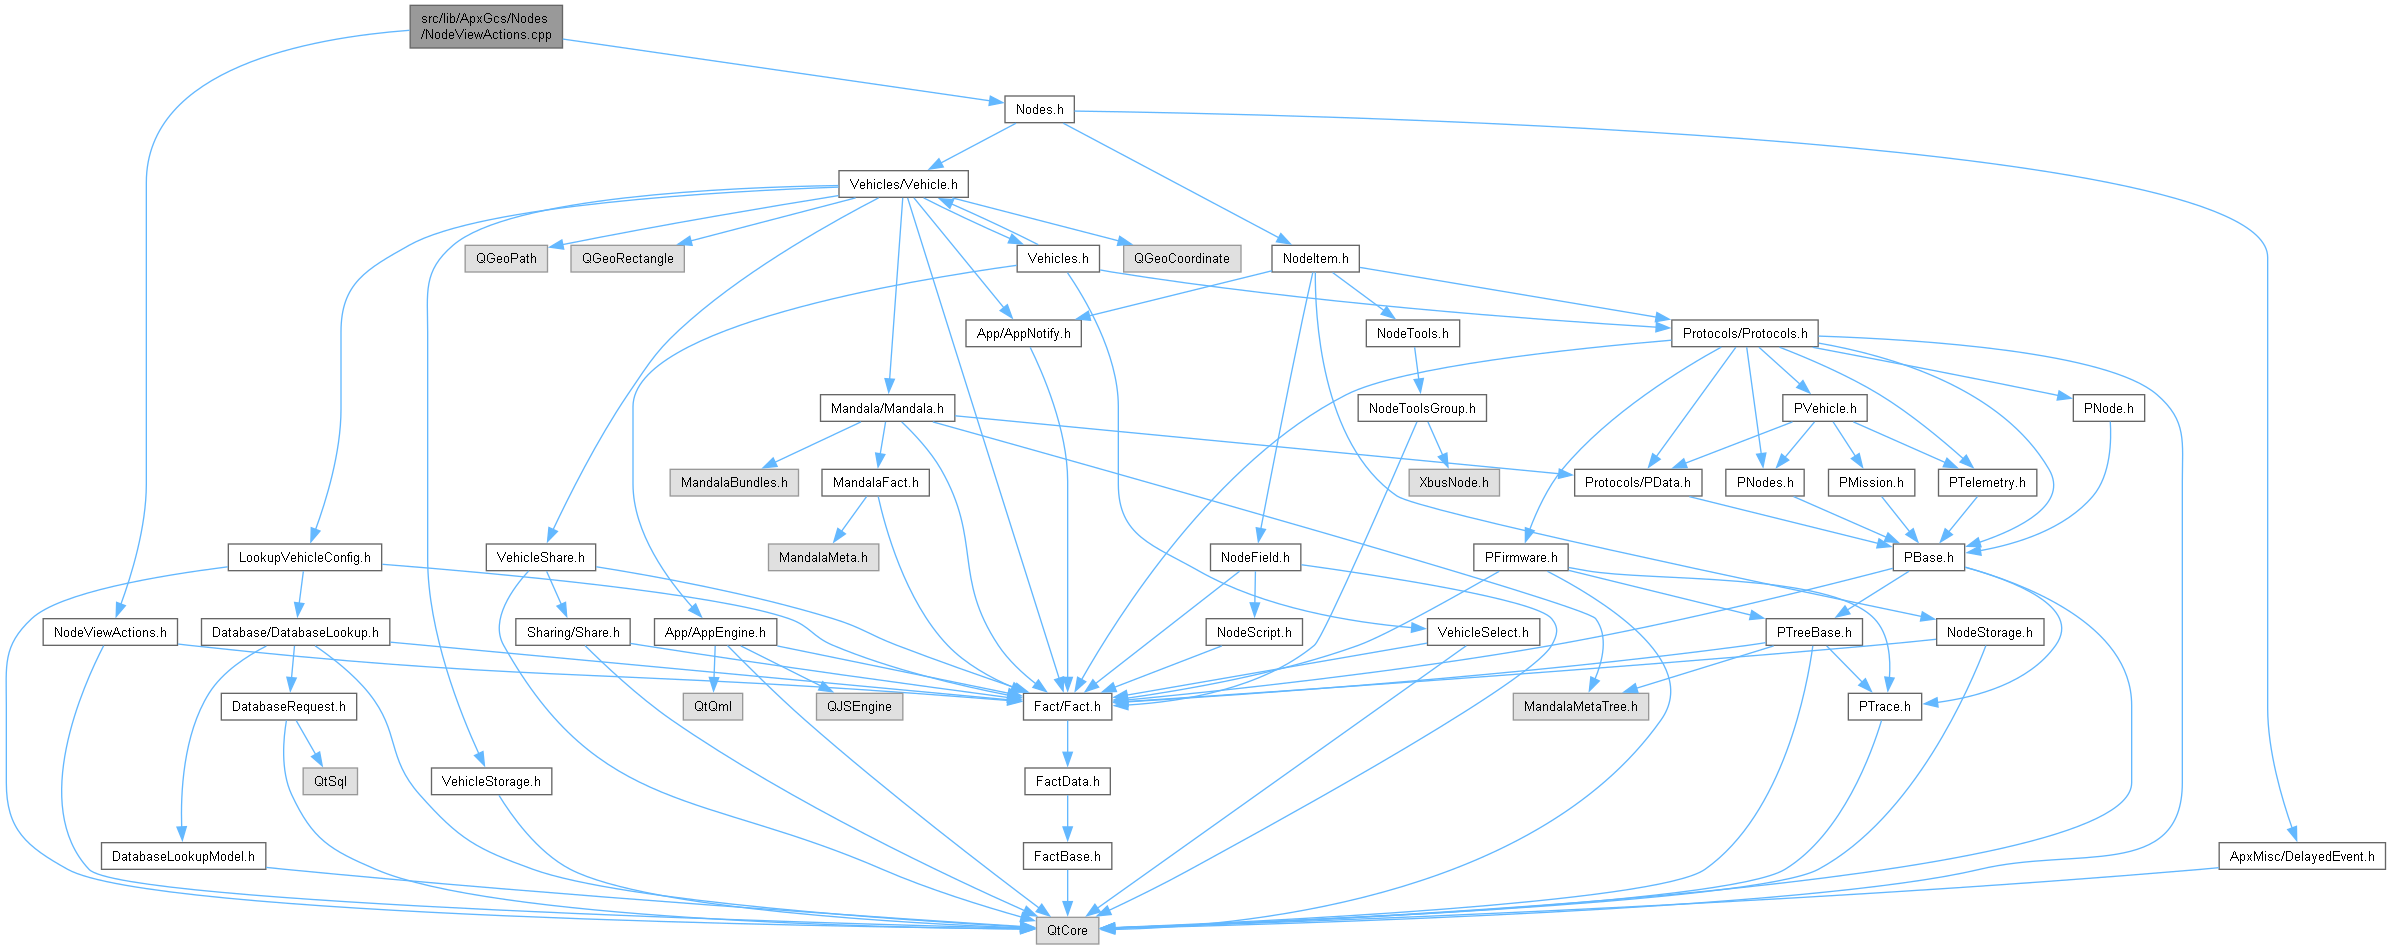 src/lib/ApxGcs/Nodes
/NodeViewActions.cpp
Nodes.h
Vehicles/Vehicle.h
QGeoPath
QGeoRectangle
Vehicles.h
QGeoCoordinate
NodeItem.h
App/AppNotify.h
NodeTools.h
Protocols/Protocols.h
Mandala/Mandala.h
NodeToolsGroup.h
PVehicle.h
PNode.h
MandalaBundles.h
MandalaFact.h
XbusNode.h
Protocols/PData.h
PNodes.h
PMission.h
PTelemetry.h
LookupVehicleConfig.h
VehicleShare.h
MandalaMeta.h
NodeField.h
PFirmware.h
PBase.h
NodeViewActions.h
Database/DatabaseLookup.h
Sharing/Share.h
App/AppEngine.h
NodeScript.h
VehicleSelect.h
PTreeBase.h
NodeStorage.h
DatabaseRequest.h
QtQml
QJSEngine
Fact/Fact.h
MandalaMetaTree.h
PTrace.h
QtSql
VehicleStorage.h
FactData.h
DatabaseLookupModel.h
FactBase.h
ApxMisc/DelayedEvent.h
QtCore